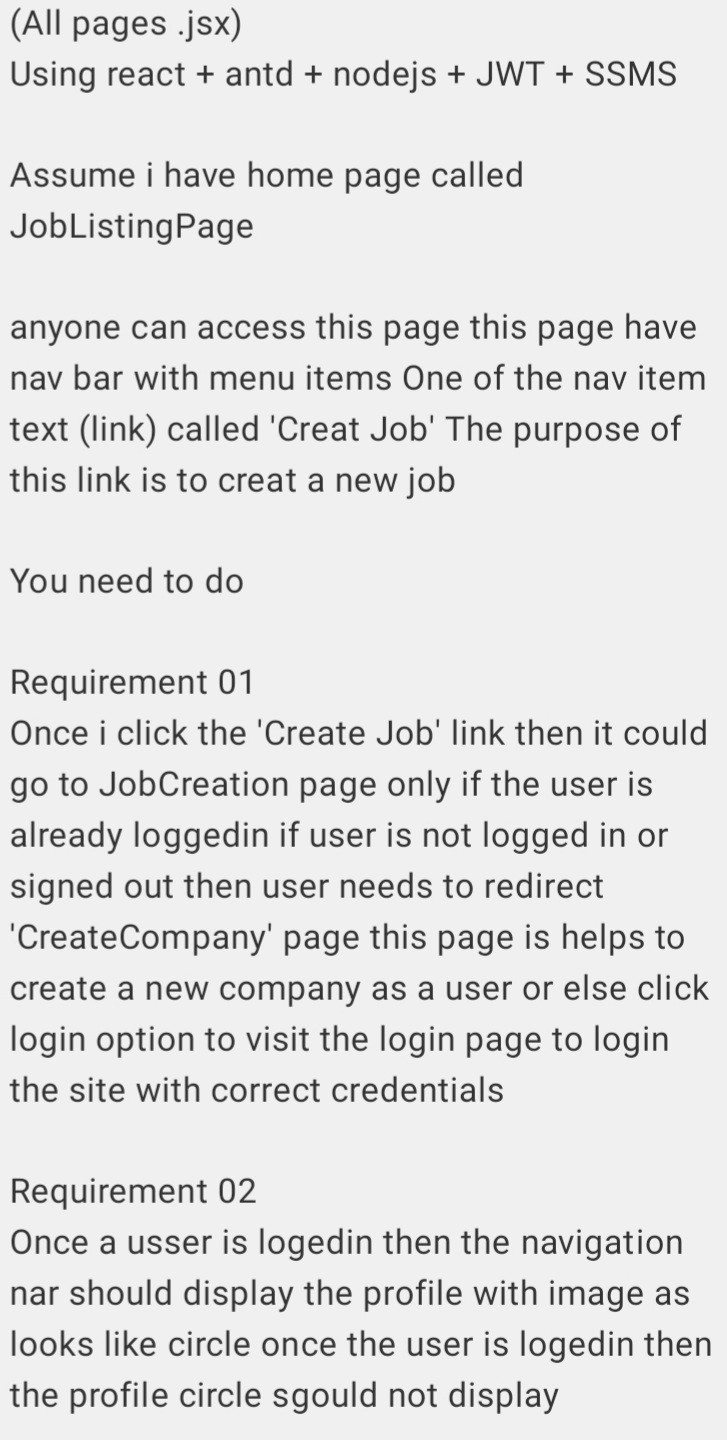 (All pages .jsx)
Using react + antd + nodejs + JWT + SSMS
Assume i have home page called
JobListingPage
anyone can access this page this page have
nav bar with menu items One of the nav item
text (link) called 'Creat Job' The purpose of
this link is to creat a new job
You need to do
Requirement 01
Once i click the 'Create Job' link then it could
go to JobCreation page only if the user is
already loggedin if user is not logged in or
signed out then user needs to redirect
'CreateCompany' page this page is helps to
create a new company as a user or else click
login option to visit the login page to login
the site with correct credentials
Requirement 02
Once a usser is logedin then the navigation
nar should display the profile with image as
looks like circle once the user is logedin then
the profile circle sgould not display